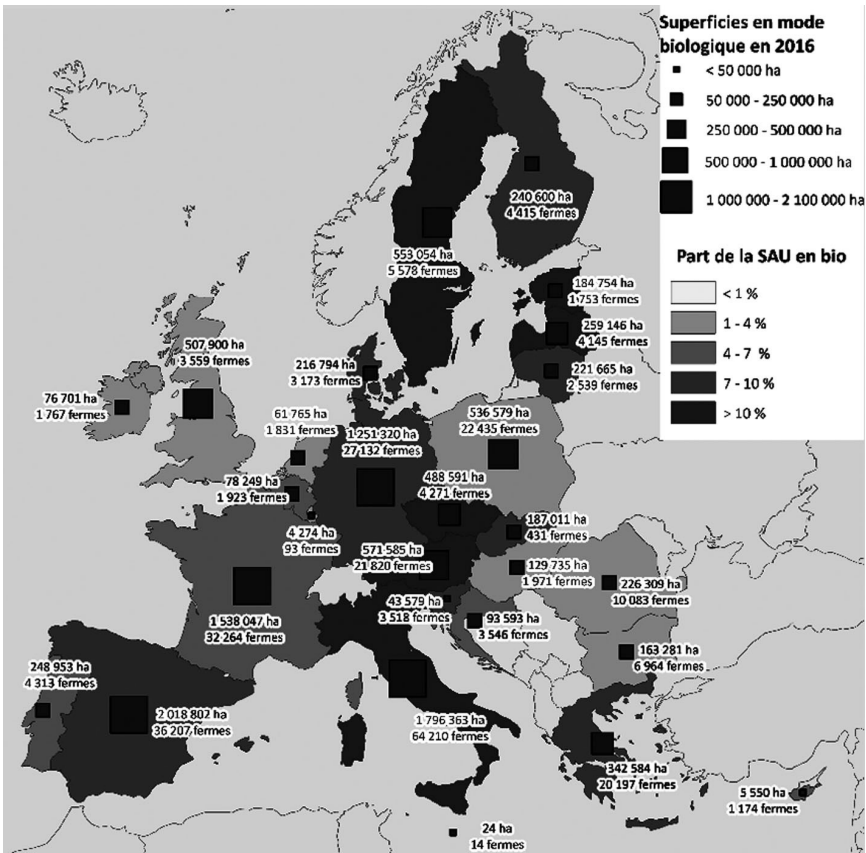 Superficies en mode
biologique en 2016
< 50 000 ha
50 000 - 250 000 ha
250 000 - 500 000 ha
500 000 - 1 000 000 ha
1 000 000 - 2 100 000 ha
Part de la SAU en bio
< 1 %
1 - 4 %
4 - 7 %
7 - 10 %
> 10 %
240 600 ha
4 415 fermes
553 054 ha
5 578 fermes
184 754 ha
1 753 fermes
259 146 ha
4 145 fermes
221 665 ha
2 539 fermes
507 900 ha
3 559 fermes
216 794 ha
3 173 fermes
76 701 ha
1 767 fermes
61 765 ha
1 831 fermes
536 579 ha
22 435 fermes
1 251 320 ha
27 132 fermes
78 249 ha
1 923 fermes
488 591 ha
4 271 fermes
187 011 ha
431 fermes
4 274 ha
93 fermes
571 585 ha
21 820 fermes
129 735 ha
1 971 fermes
226 309 ha
10 083 fermes
43 579 ha
3 518 fermes
93 593 ha
3 546 fermes
1 538 047 ha
32 264 fermes
163 281 ha
6 964 fermes
248 953 ha
4 313 fermes
2 018 802 ha
36 207 fermes
1 796 363 ha
64 210 fermes
342 584 ha
20 197 fermes
5 550 ha
1 174 fermes
24 ha
14 fermes